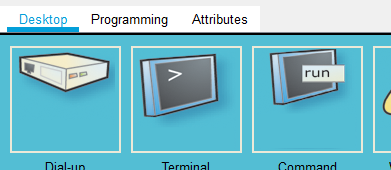 Desktop Programming Attributes
>
run
Dial-up Terminal Command